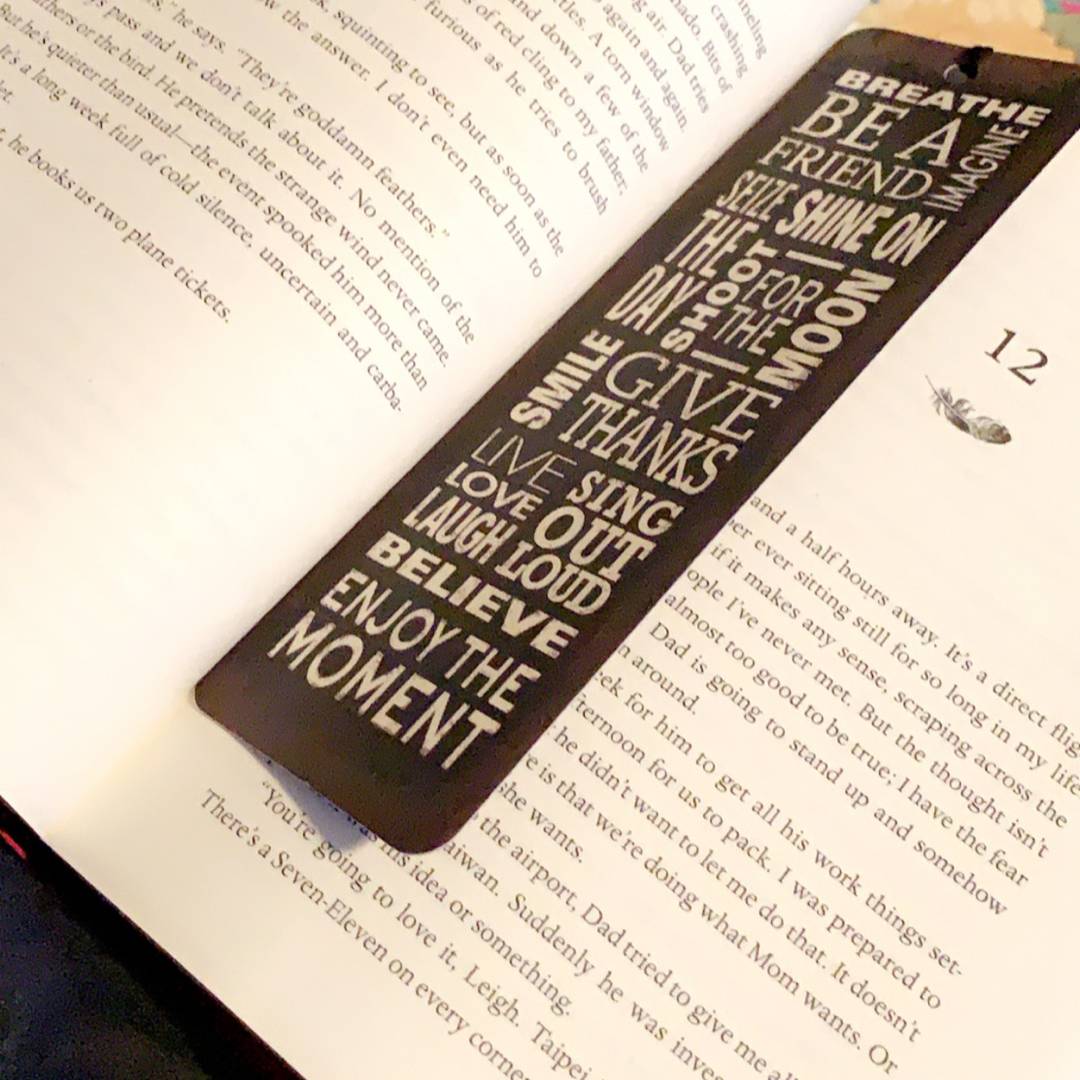 neling
crashing
nado. Bits of
ng air. Dad tries
again and again.
tles. A torn window
nd down a few of the
s of red cling to my father.
furious as he tries to brush
k, squinting to see, but as soon as the
w the answer. I don't even need him to
," he says. "They're goddamn feathers."
ys pass and we don't talk about it. No mention of the
thers or the bird. He pretends the strange wind never came.
But he's quieter than usual—the event spooked him more than
It's a long week full of cold silence, uncertain and carba-
et.
, he books us two plane tickets.
BREATHE
BE A
FRIEND
IMAGINE
SEIZE
THE
DAY
SHINE ON
SHOOT
FOR
THE
MOON
SMILE
GIVE
THANKS
LIVE
LOVE
LAUGH
SING
OUT
LOUD
BELIEVE
ENJOY THE
MOMENT
12
and a half hours away. It's a direct flig
ber ever sitting still for so long in my life
if it makes any sense, scraping across the
ople I've never met. But the thought isn't
almost too good to be true; I have the fear
Dad is going to stand up and somehow
n around.
eek for him to get all his work things set-
ternoon for us to pack. I was prepared to
he didn't want to let me do that. It doesn't
e is that we're doing what Mom wants. Or
she wants.
the airport, Dad tried to give me a
aiwan. Suddenly he was inves
was his idea or something.
"You're going to love it, Leigh. Taipei
There's a Seven-Eleven on every corne